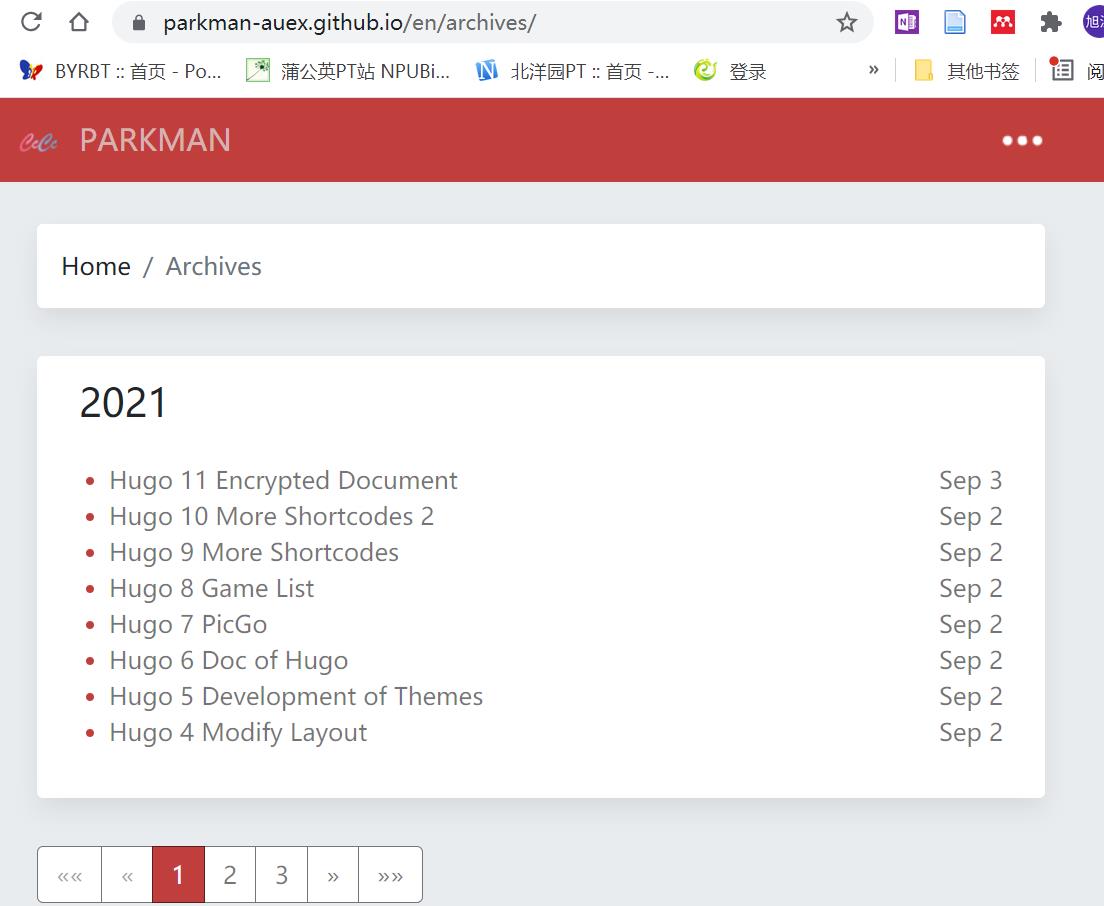 parkman-auex.github.io/en/archives/
BYRBT :: 首页 - Po... 蒲公英PT站 NPUBi... 北洋园PT :: 首页 -... 登录 » 其他书签 阅
CcCc PARKMAN
Home / Archives
2021
Hugo 11 Encrypted Document Sep 3
Hugo 10 More Shortcodes 2 Sep 2
Hugo 9 More Shortcodes Sep 2
Hugo 8 Game List Sep 2
Hugo 7 PicGo Sep 2
Hugo 6 Doc of Hugo Sep 2
Hugo 5 Development of Themes Sep 2
Hugo 4 Modify Layout Sep 2
«« « 1 2 3 » »»